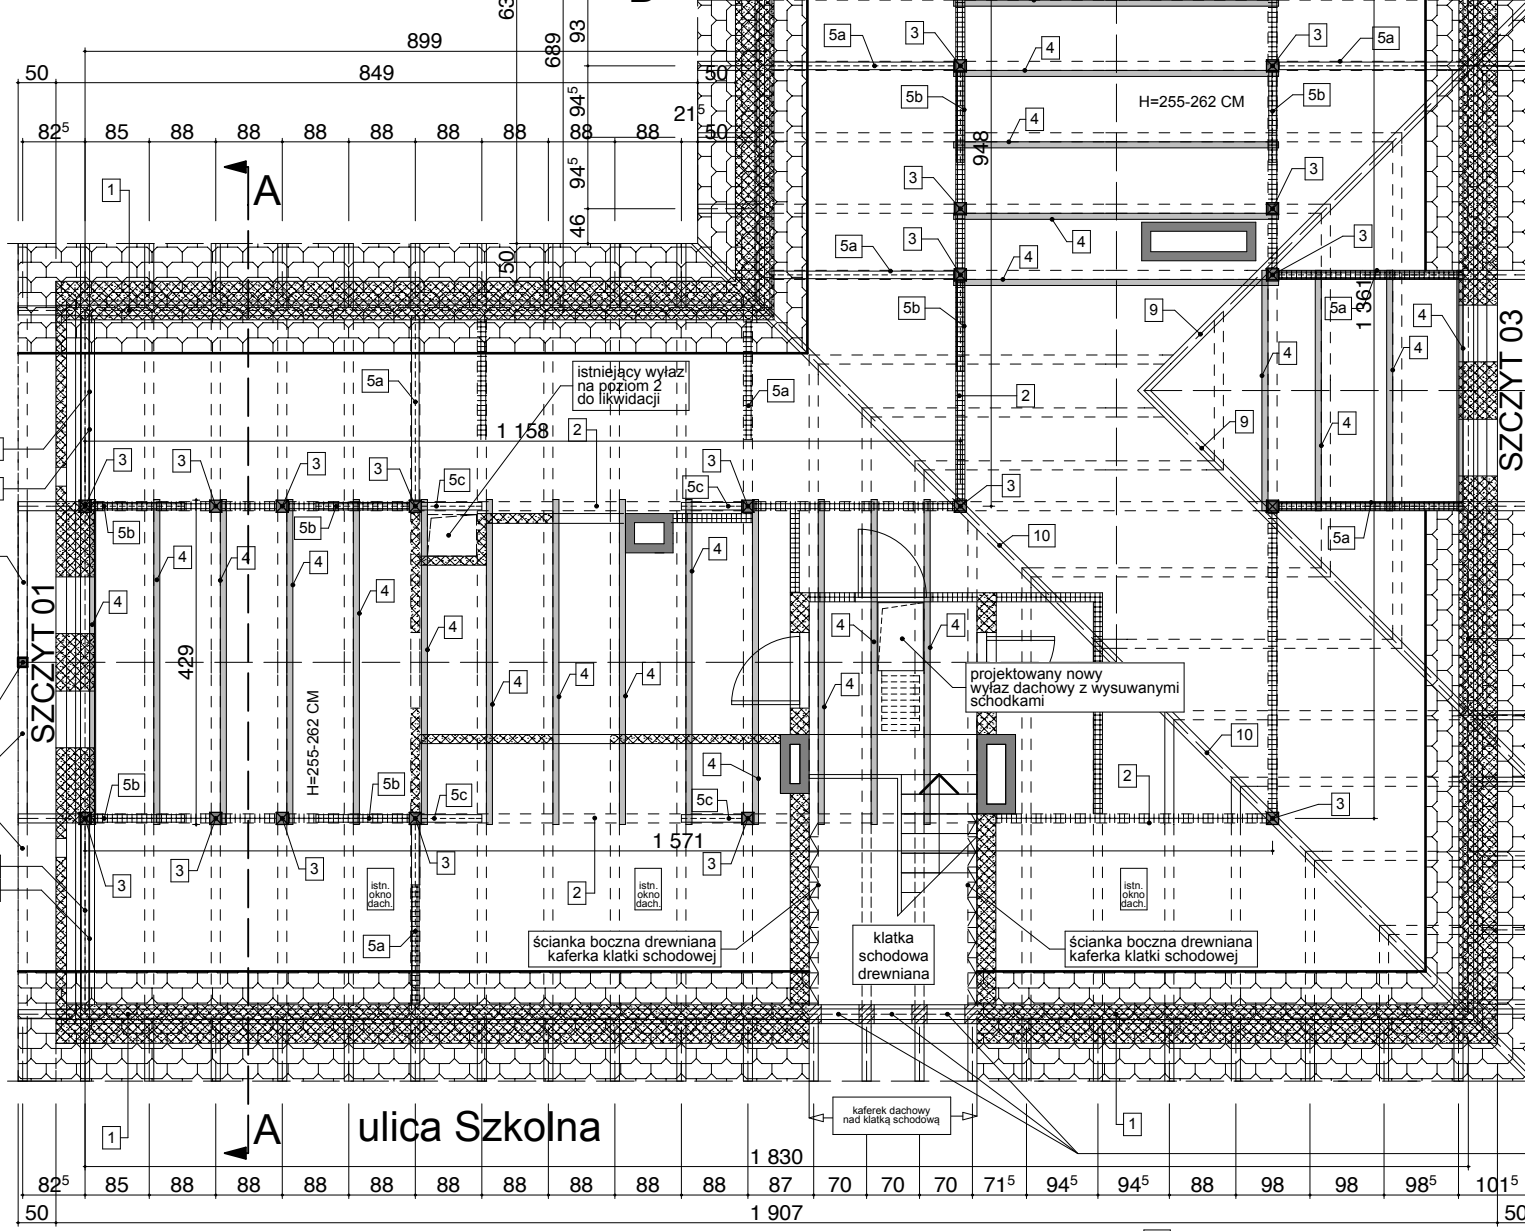 63
93
689
94⁵
94⁵
46
50
899
50
849
50
21⁵
82⁵ 85 88 88 88 88 88 88 88 88 50
5a
3
4
3
5a
5b
H=255-262 CM
5b
4
948
3
3
1
A
5a
3
4
4
3
5b
9
5a
1 361
4
4
4
SZCZYT 03
istniejący wyłaz
na poziom 2
do likwidacji
5a
5a
2
9
4
1 158
2
3
3
3
3
5c
3
5c
3
5b
5b
10
5a
4
4
4
4
4
4
SZCZYT 01
4
4
4
429
4
4
4
4
projektowany nowy
wyłaz dachowy z wysuwanymi
schodkami
H=255-262 CM
10
5b
5b
5c
4
5c
2
3
1 571
3
3
3
3
3
istn.
okno
dach.
2
istn.
okno
dach.
istn.
okno
dach.
5a
ścianka boczna drewniana
kaferka klatki schodowej
klatka
schodowa
drewniana
ścianka boczna drewniana
kaferka klatki schodowej
1
A
ulica Szkolna
kaferek dachowy
nad klatką schodową
1
1 830
82⁵ 85 88 88 88 88 88 88 88 88 87 70 70 70 71⁵ 94⁵ 94⁵ 88 98 98 98⁵ 101⁵
50
1 907
50